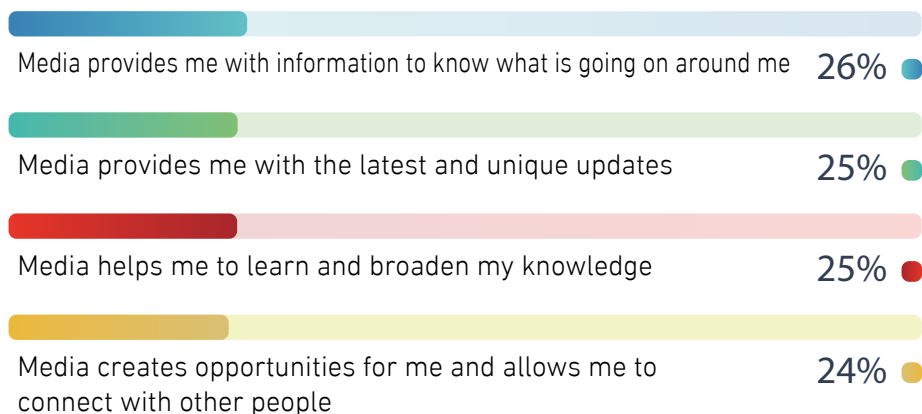 Media provides me with information to know what is going on around me 26%
Media provides me with the latest and unique updates 25%
Media helps me to learn and broaden my knowledge 25%
Media creates opportunities for me and allows me to 24%
connect with other people